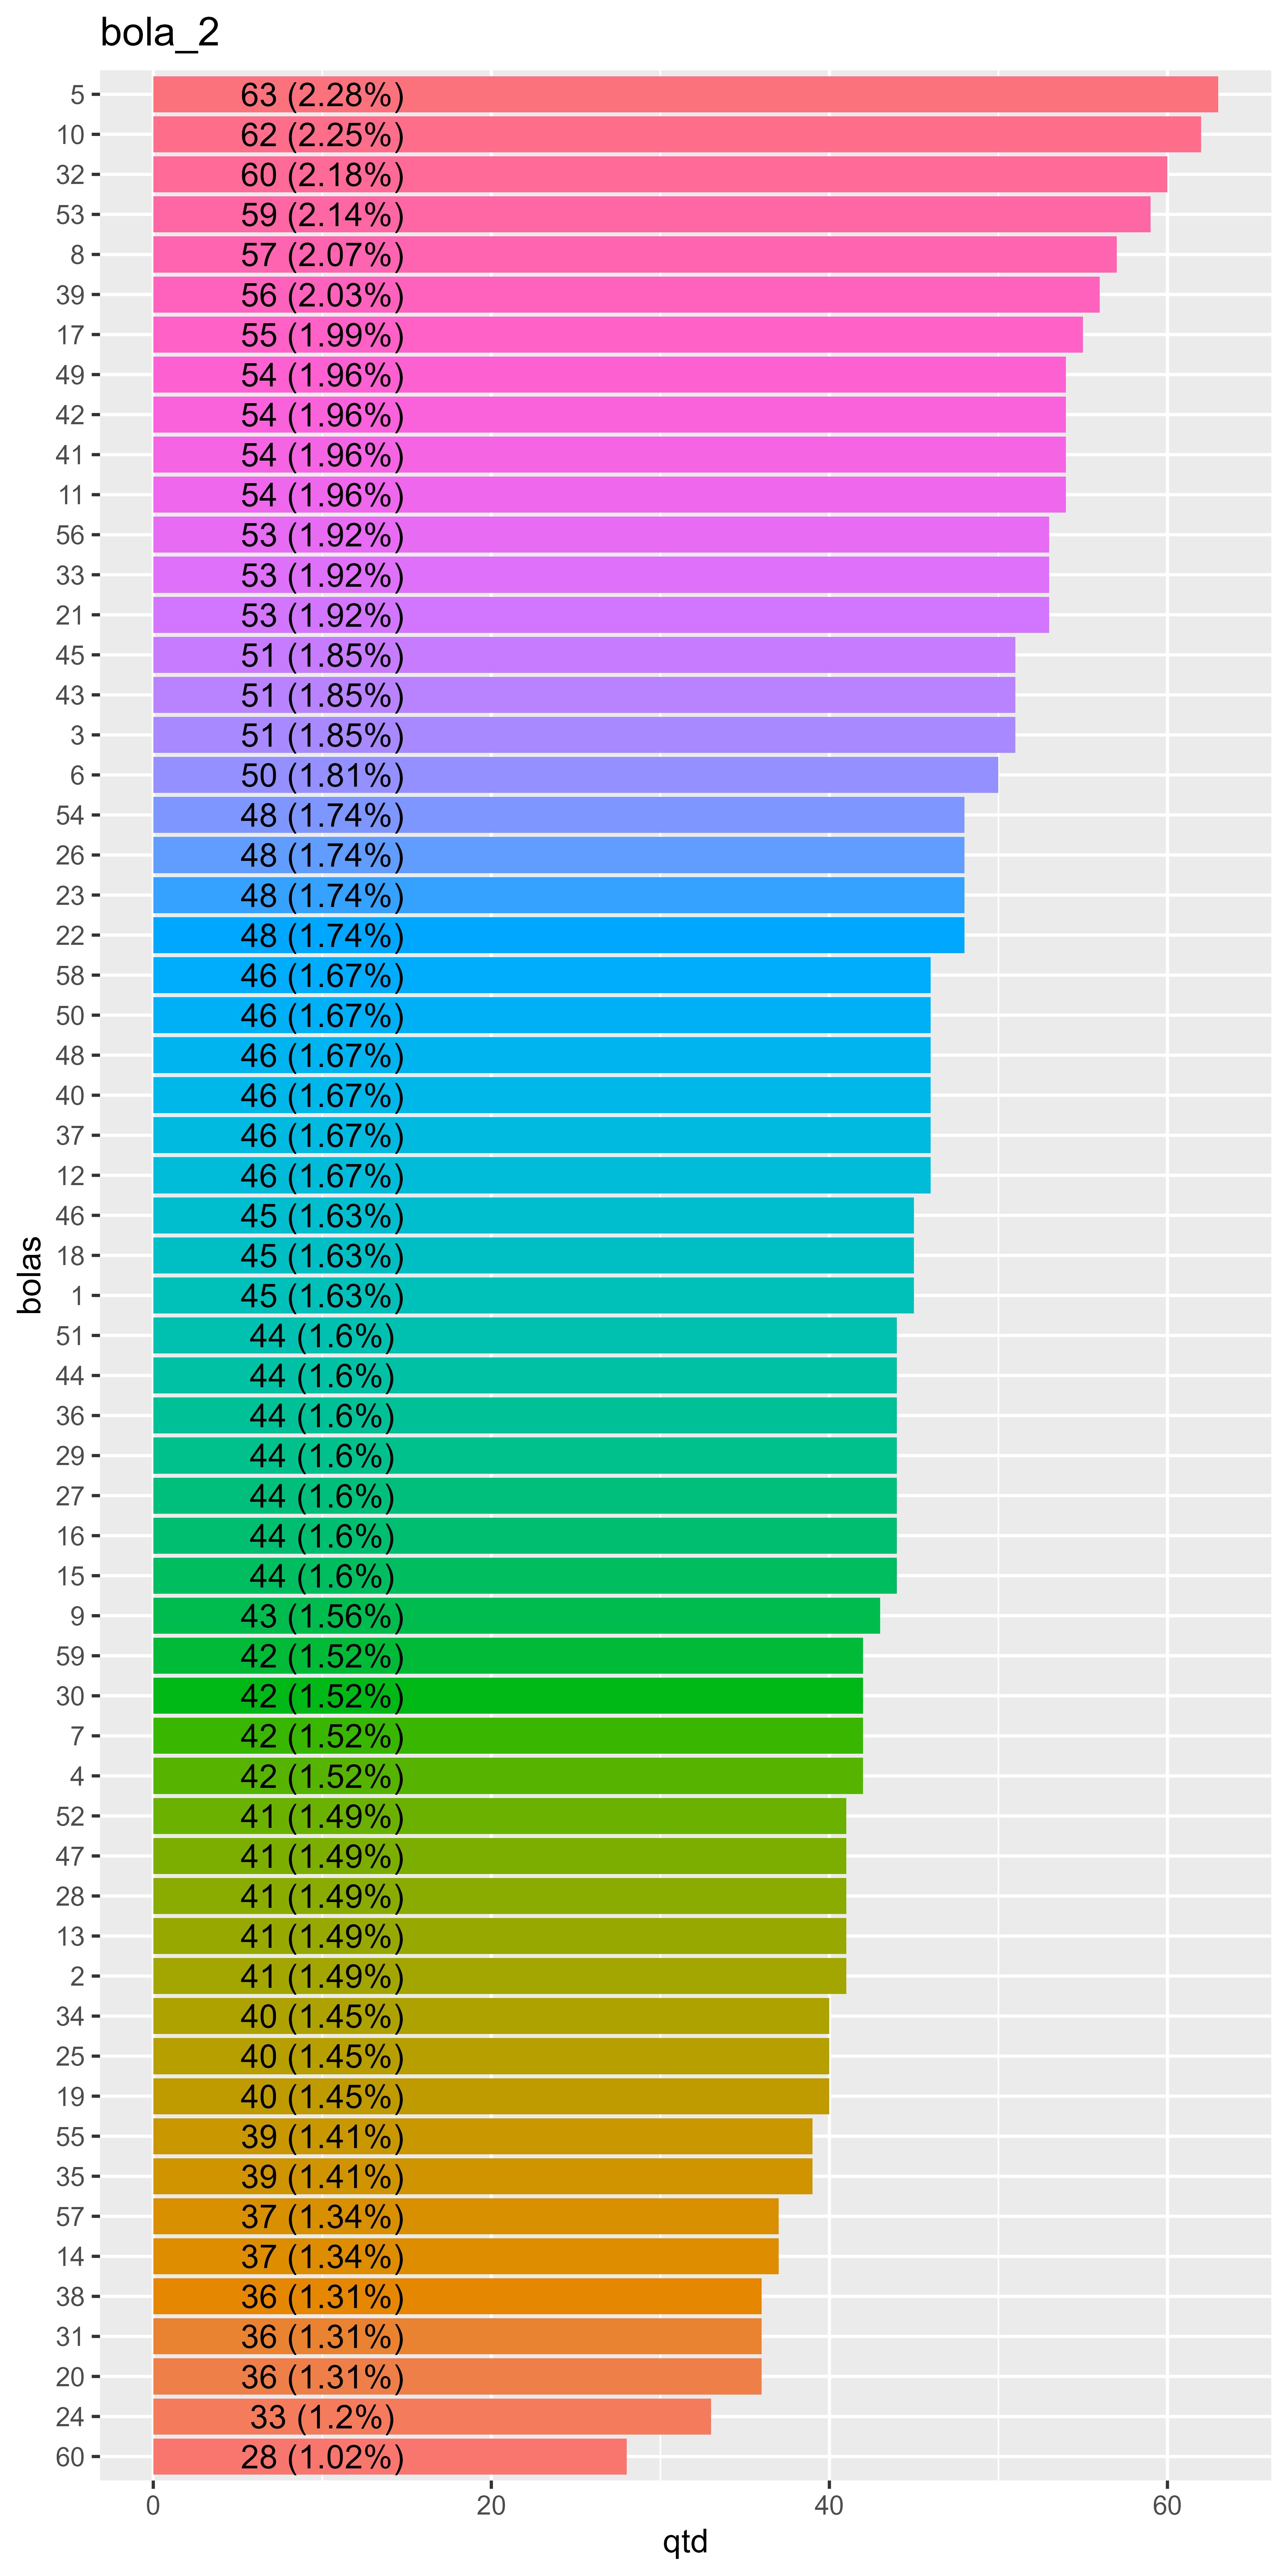 bola_2
5 63 (2.28%)
10 62 (2.25%)
32 60 (2.18%)
53 59 (2.14%)
8 57 (2.07%)
39 56 (2.03%)
17 55 (1.99%)
49 54 (1.96%)
42 54 (1.96%)
41 54 (1.96%)
11 54 (1.96%)
56 53 (1.92%)
33 53 (1.92%)
21 53 (1.92%)
45 51 (1.85%)
43 51 (1.85%)
3 51 (1.85%)
6 50 (1.81%)
54 48 (1.74%)
26 48 (1.74%)
23 48 (1.74%)
22 48 (1.74%)
58 46 (1.67%)
50 46 (1.67%)
48 46 (1.67%)
40 46 (1.67%)
37 46 (1.67%)
12 46 (1.67%)
46 45 (1.63%)
18 45 (1.63%)
1 45 (1.63%)
51 44 (1.6%)
44 44 (1.6%)
36 44 (1.6%)
29 44 (1.6%)
27 44 (1.6%)
16 44 (1.6%)
15 44 (1.6%)
9 43 (1.56%)
59 42 (1.52%)
30 42 (1.52%)
7 42 (1.52%)
4 42 (1.52%)
52 41 (1.49%)
47 41 (1.49%)
28 41 (1.49%)
13 41 (1.49%)
2 41 (1.49%)
34 40 (1.45%)
25 40 (1.45%)
19 40 (1.45%)
55 39 (1.41%)
35 39 (1.41%)
57 37 (1.34%)
14 37 (1.34%)
38 36 (1.31%)
31 36 (1.31%)
20 36 (1.31%)
24 33 (1.2%)
60 28 (1.02%)
bolas
0 20 40 60
qtd